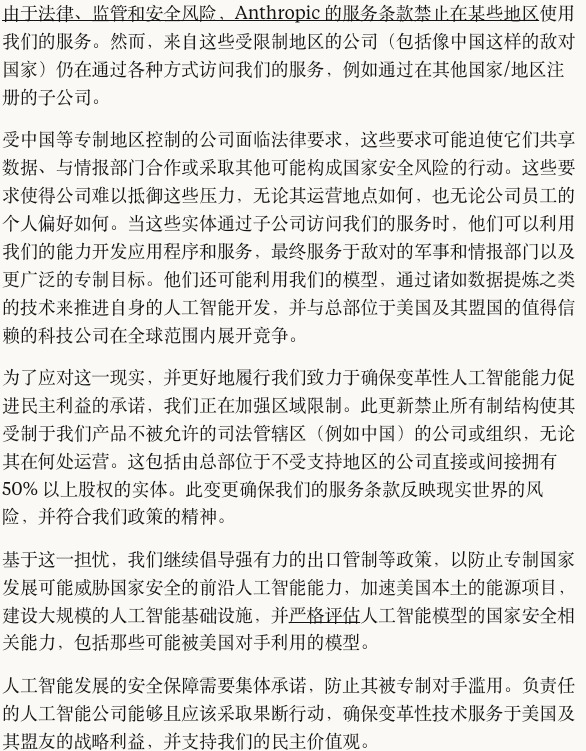 由于法律、监管和安全风险，Anthropic 的服务条款禁止在某些地区使用
我们的服务。然而，来自这些受限制地区的公司（包括像中国这样的敌对
国家）仍在通过各种方式访问我们的服务，例如通过在其他国家/地区注
册的子公司。
受中国等专制地区控制的公司面临法律要求，这些要求可能迫使它们共享
数据、与情报部门合作或采取其他可能构成国家安全风险的行动。这些要
求使得公司难以抵御这些压力，无论其运营地点如何，也无论公司员工的
个人偏好如何。当这些实体通过子公司访问我们的服务时，他们可以利用
我们的能力开发应用程序和服务，最终服务于敌对的军事和情报部门以及
更广泛的专制目标。他们还可能利用我们的模型，通过诸如数据提炼之类
的技术来推进自身的人工智能开发，并与总部位于美国及其盟国的值得信
赖的科技公司在全球范围内展开竞争。
为了应对这一现实，并更好地履行我们致力于确保变革性人工智能能力促
进民主利益的承诺，我们正在加强区域限制。此更新禁止所有制结构使其
受制于我们产品不被允许的司法管辖区（例如中国）的公司或组织，无论
其在何处运营。这包括由总部位于不受支持地区的公司直接或间接拥有
50% 以上股权的实体。此变更确保我们的服务条款反映现实世界的风
险，并符合我们政策的精神。
基于这一担忧，我们继续倡导强有力的出口管制等政策，以防止专制国家
发展可能威胁国家安全的前沿人工智能能力，加速美国本土的能源项目，
建设大规模的人工智能基础设施，并严格评估人工智能模型的国家安全相
关能力，包括那些可能被美国对手利用的模型。
人工智能发展的安全保障需要集体承诺，防止其被专制对手滥用。负责任
的人工智能公司能够且应该采取果断行动，确保变革性技术服务于美国及
其盟友的战略利益，并支持我们的民主价值观。